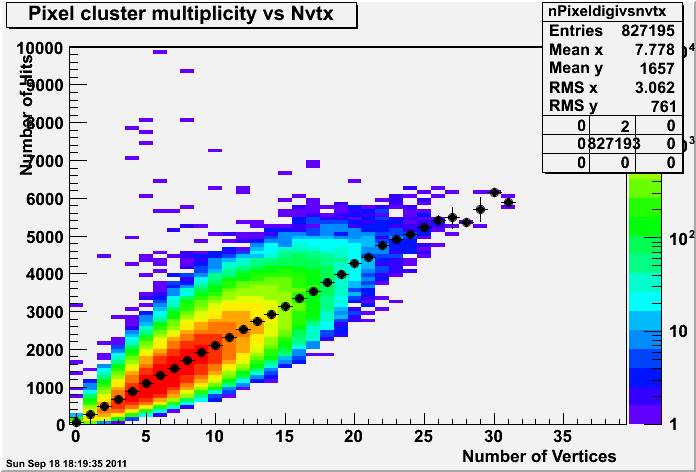 Pixel cluster multiplicity vs Nvtx
nPixeldigivsnvtx
Entries 827195
Mean x 7.778
Mean y 1657
RMS x 3.062
RMS y 761
0 2 0
0 827193 0
0 0 0
Number of Hits
10000
9000
8000
7000
6000
5000
4000
3000
2000
1000
0
0 5 10 15 20 25 30 35
Number of Vertices
10²
10
1
Sun Sep 18 18:19:35 2011